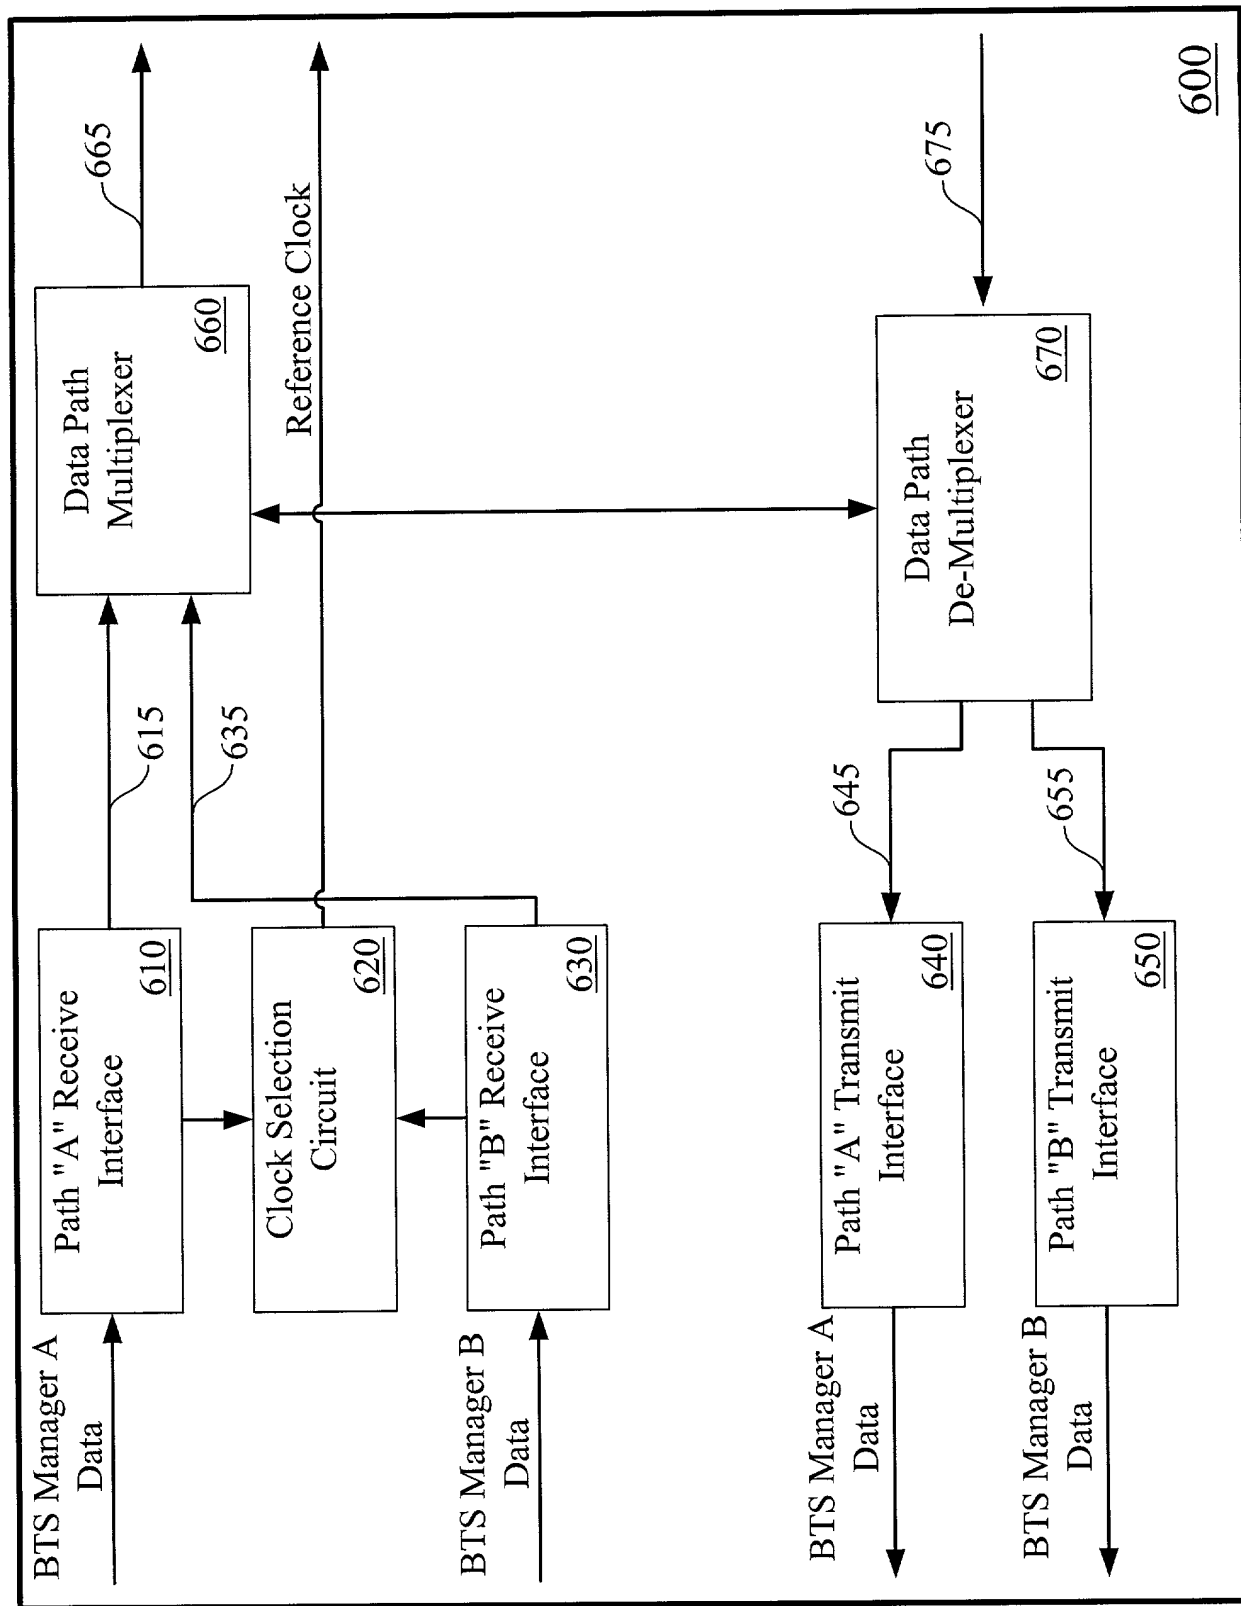 BTS Manager A
Data
Path "A" Receive
Interface
610
615
Data Path
Multiplexer
660
665
Clock Selection
Circuit
620
635
Reference Clock
BTS Manager B
Data
Path "B" Receive
Interface
630
BTS Manager A
Data
Path "A" Transmit
Interface
640
645
Data Path
De-Multiplexer
670
675
BTS Manager B
Data
Path "B" Transmit
Interface
650
655
600